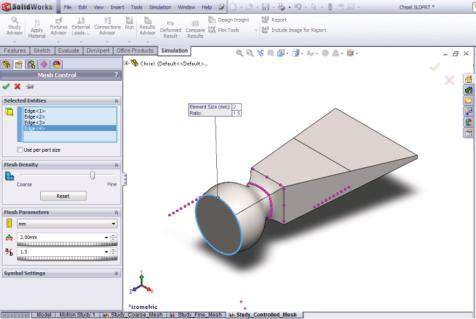 SolidWorks File Edit View Insert Tools Simulation Window Help Chisel.SLDPRT *
Study Advisor Apply Material Fixtures Advisor External Loads... Connections Advisor Run Results Advisor Deformed Result Compare Results Design Insight Plot Tools Report Include Image for Report
Features Sketch Evaluate DimXpert Office Products Simulation
Mesh Control ?
Chisel (Default<<Default>...
Selected Entities
Edge<1>
Edge<2>
Edge<3>
Edge<4>
Use per part size
Mesh Density
Coarse Fine
Reset
Mesh Parameters
mm
2.00mm
1.5
Symbol Settings
Element Size (mm): 2
Ratio: 1.5
*Isometric
Model Motion Study 1 Study_Coarse_Mesh Study_Fine_Mesh Study_Controlled_Mesh